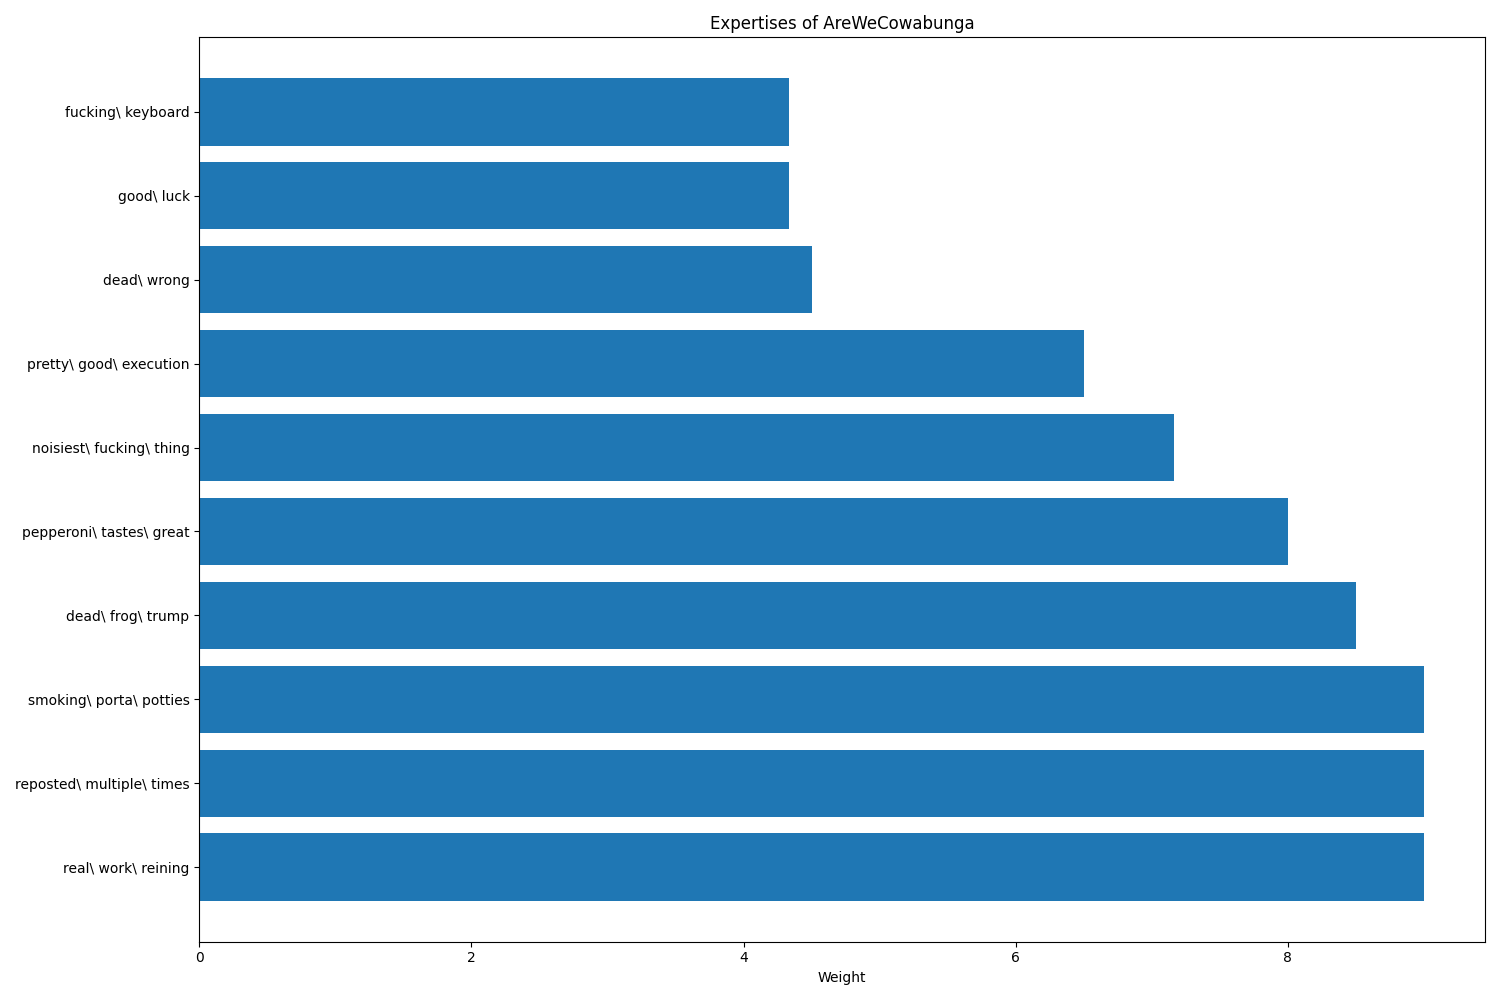 Expertises of AreWeCowabunga
fucking\ keyboard
good\ luck
dead\ wrong
pretty\ good\ execution
noisiest\ fucking\ thing
pepperoni\ tastes\ great
dead\ frog\ trump
smoking\ porta\ potties
reposted\ multiple\ times
real\ work\ reining
0 2 4 6 8
Weight